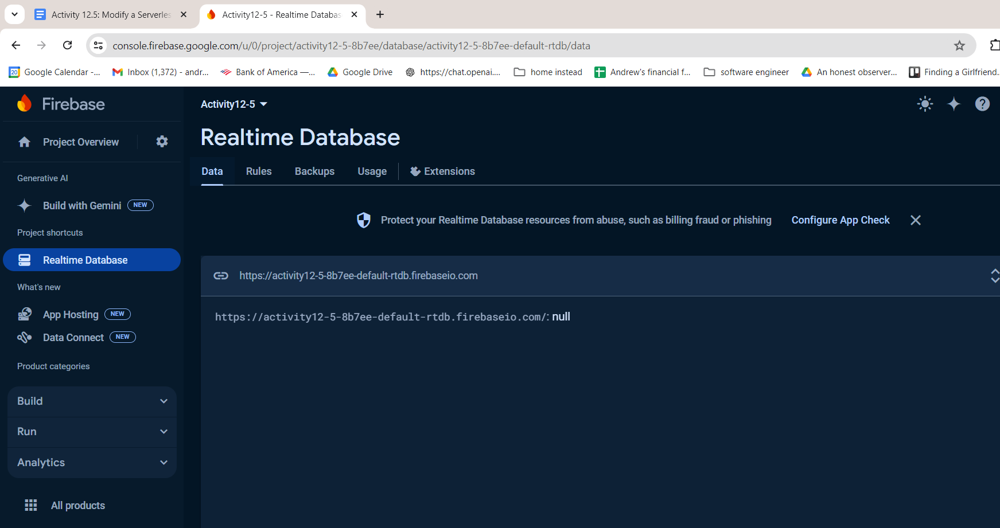 Activity 12.5: Modify a Serverles
Activity12-5 - Realtime Databas
console.firebase.google.com/u/0/project/activity12-5-8b7ee/database/activity12-5-8b7ee-default-rtdb/data
20 Google Calendar -...
Inbox (1,372) - andr...
Bank of America —...
Google Drive
https://chat.openai....
home instead
Andrew's financial f...
software engineer
An honest observer...
Finding a Girlfriend..
Firebase
Activity12-5
Project Overview
Realtime Database
Data
Rules
Backups
Usage
Extensions
Generative AI
Build with Gemini NEW
Project shortcuts
Realtime Database
What's new
App Hosting NEW
Data Connect NEW
Product categories
Build
Run
Analytics
All products
Protect your Realtime Database resources from abuse, such as billing fraud or phishing
Configure App Check
https://activity12-5-8b7ee-default-rtdb.firebaseio.com
https://activity12-5-8b7ee-default-rtdb.firebaseio.com/: null